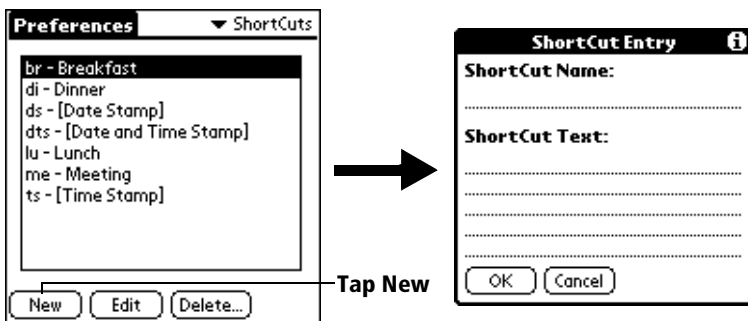 Preferences
ShortCuts
br - Breakfast
di - Dinner
ds - [Date Stamp]
dts - [Date and Time Stamp]
lu - Lunch
me - Meeting
ts - [Time Stamp]
New Edit Delete...
Tap New
ShortCut Entry i
ShortCut Name:
ShortCut Text:
OK Cancel